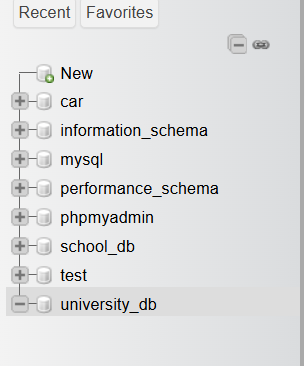 Recent Favorites
New
car
information_schema
mysql
performance_schema
phpmyadmin
school_db
test
university_db